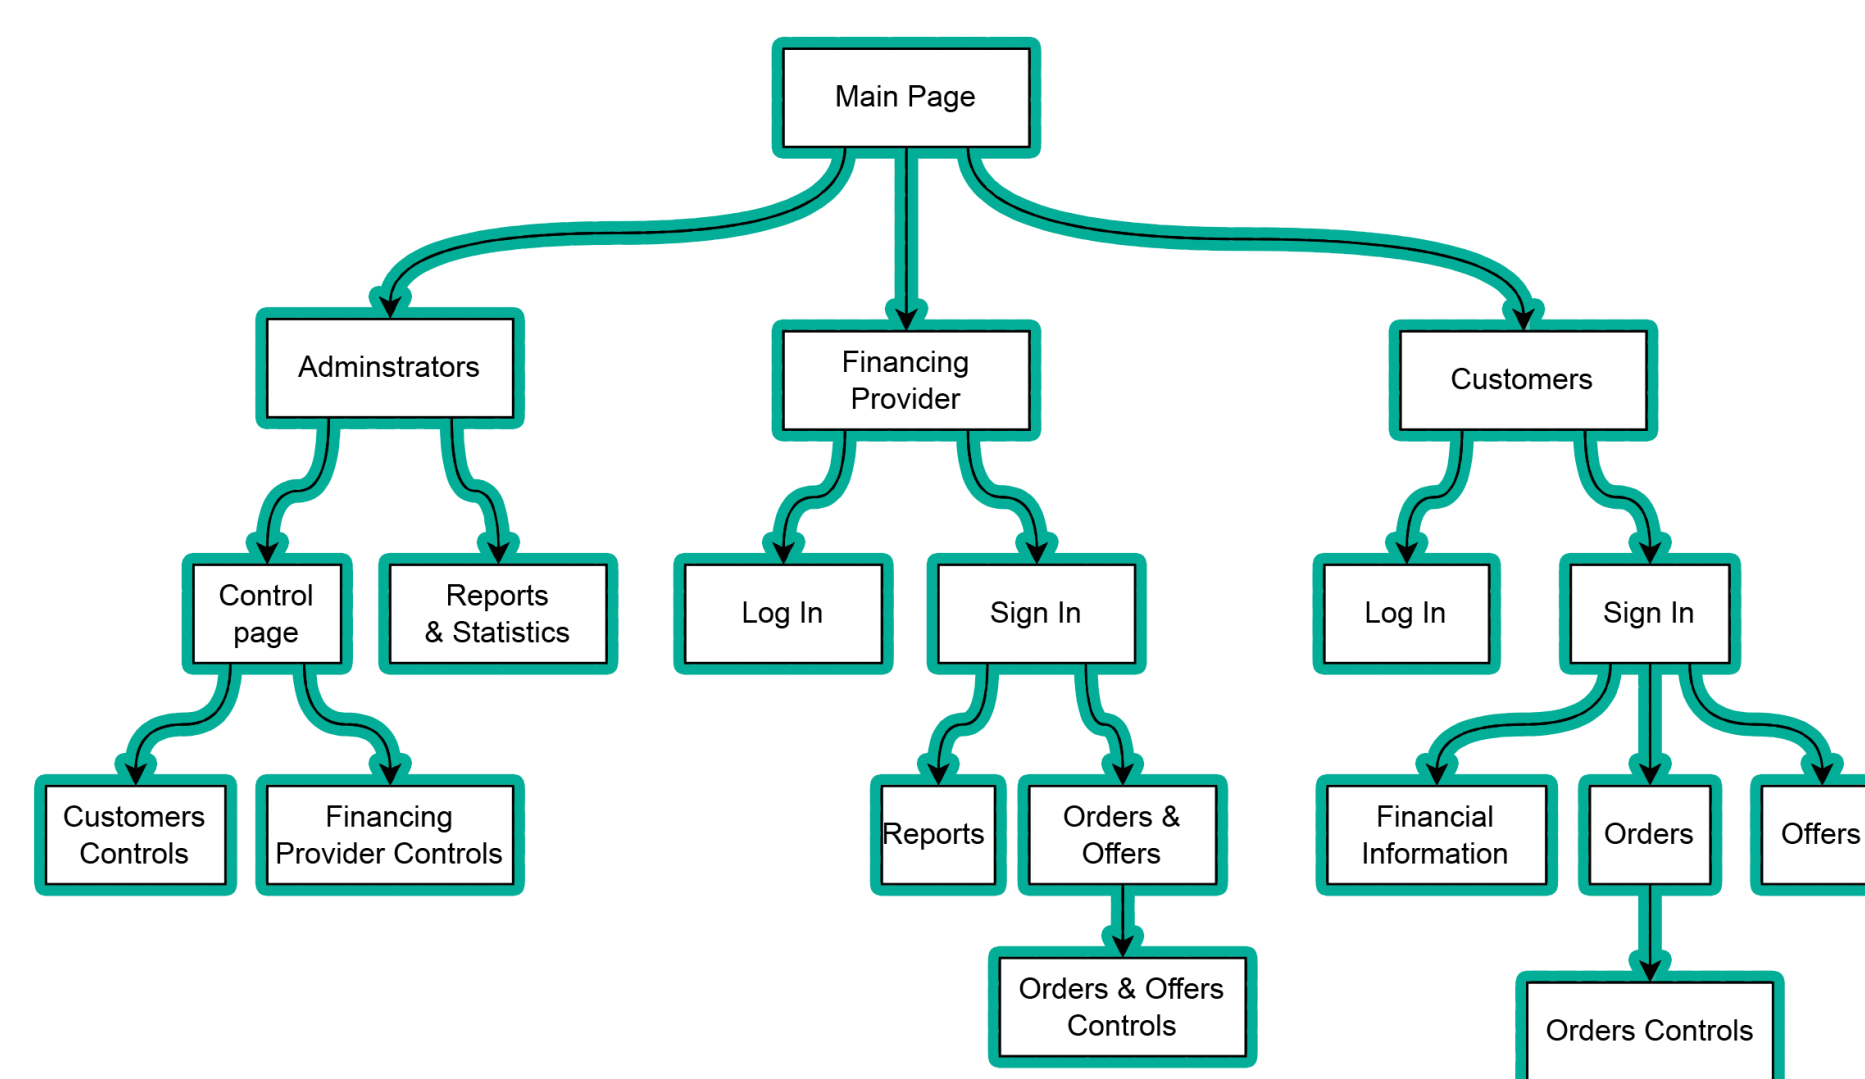 Main Page
Adminstrators
Financing
Provider
Customers
Control
page
Reports
& Statistics
Log In
Sign In
Log In
Sign In
Customers
Controls
Financing
Provider Controls
Reports
Orders &
Offers
Financial
Information
Orders
Offers
Orders & Offers
Controls
Orders Controls